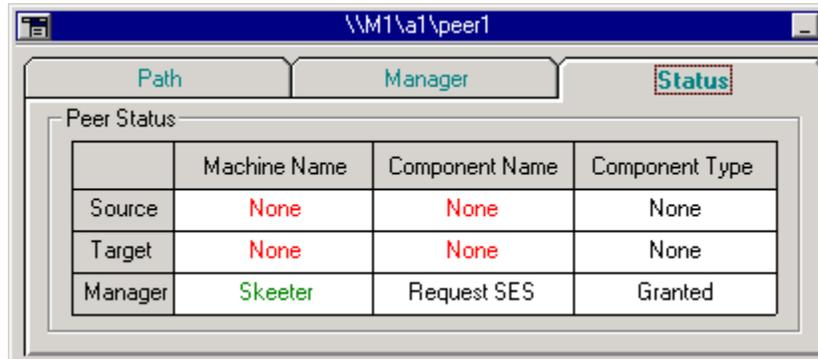 \\M1\a1\peer1
Path Manager Status
Peer Status
Machine Name Component Name Component Type
Source None None None
Target None None None
Manager Skeeter Request SES Granted